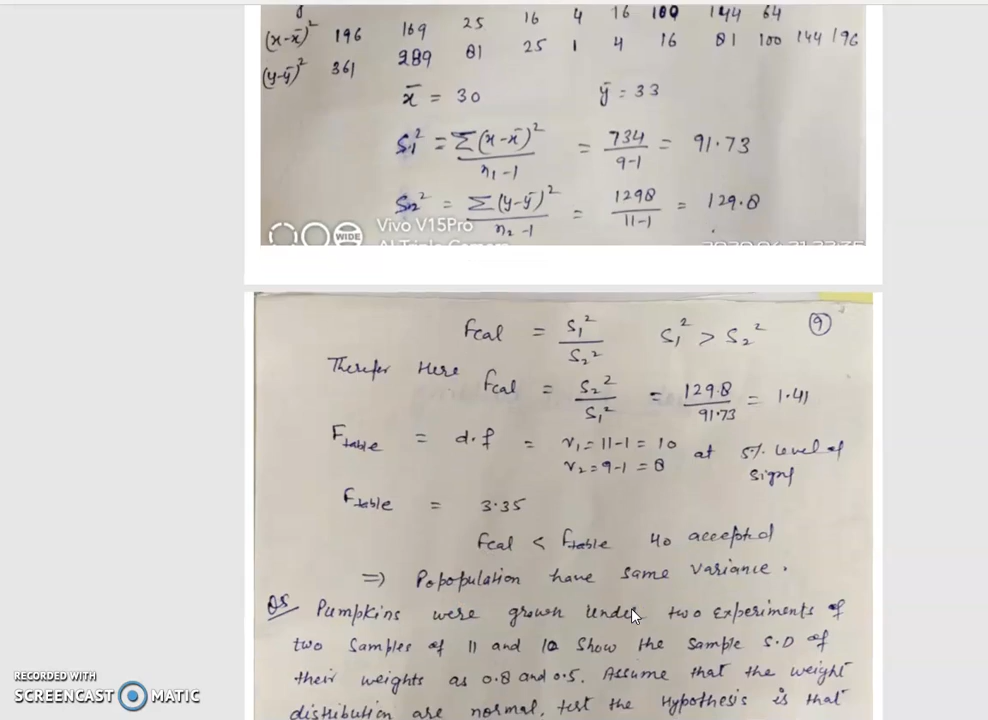 (x-x̄)² 196 169 25 16 4 16 100 144 64
(y-ȳ)² 361 289 81 25 1 4 16 81 100 144 196
x̄ = 30 ȳ = 33
S₁² = Σ(x-x̄)² / n₁-1 = 734 / 9-1 = 91.73
S₂² = Σ(y-ȳ)² / n₂-1 = 1298 / 11-1 = 129.8
WIDE Vivo V15Pro
AI Triple Camera
Fcal = S₁² / S₂² S₁² > S₂² 9
Therefer Here Fcal = S₂² / S₁² = 129.8 / 91.73 = 1.41
Ftable = d.f = v₁=11-1=10 at 5% level of
v₂=9-1=8 signf
Ftable = 3.35
Fcal < Ftable Ho accepted
=) Popopulation have same variance.
Q5 Pumpkins were grown under two experiments of
two samples of 11 and 10 show the sample S.D of
their weights as 0.8 and 0.5. Assume that the weight
distribution are normal, test the Hypothesis is that
RECORDED WITH
SCREENCAST MATIC